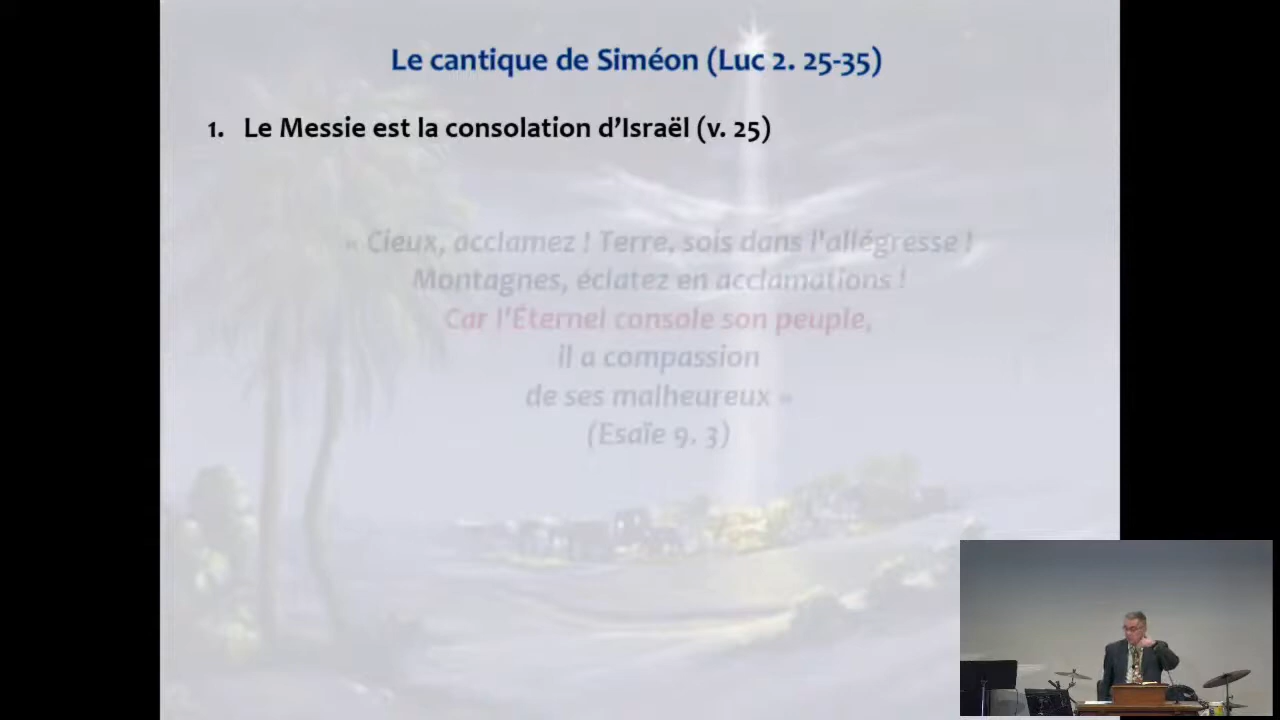 Le cantique de Siméon (Luc 2. 25-35)
1. Le Messie est la consolation d’Israël (v. 25)
« Cieux, acclamez ! Terre, sois dans l'allégresse !
Montagnes, éclatez en acclamations !
Car l'Éternel console son peuple,
il a compassion
de ses malheureux »
(Esaïe 9. 3)